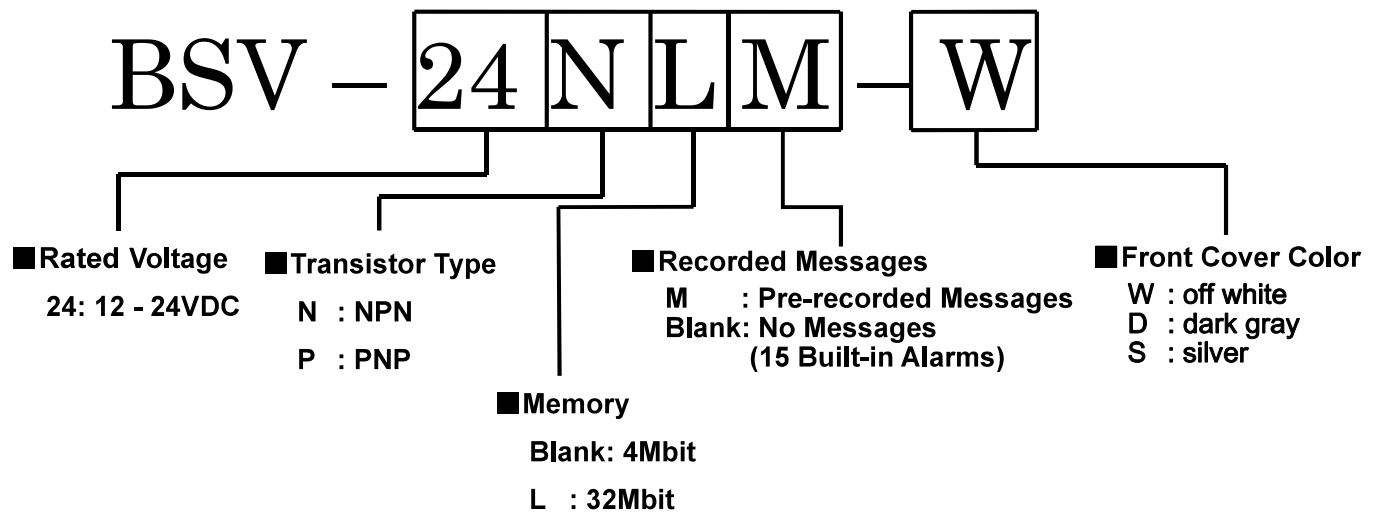 BSV – 24NLM – W
■Rated Voltage
24: 12 - 24VDC
■Transistor Type
N : NPN
P : PNP
■Memory
Blank: 4Mbit
L : 32Mbit
■Recorded Messages
M : Pre-recorded Messages
Blank: No Messages
(15 Built-in Alarms)
■Front Cover Color
W : off white
D : dark gray
S : silver